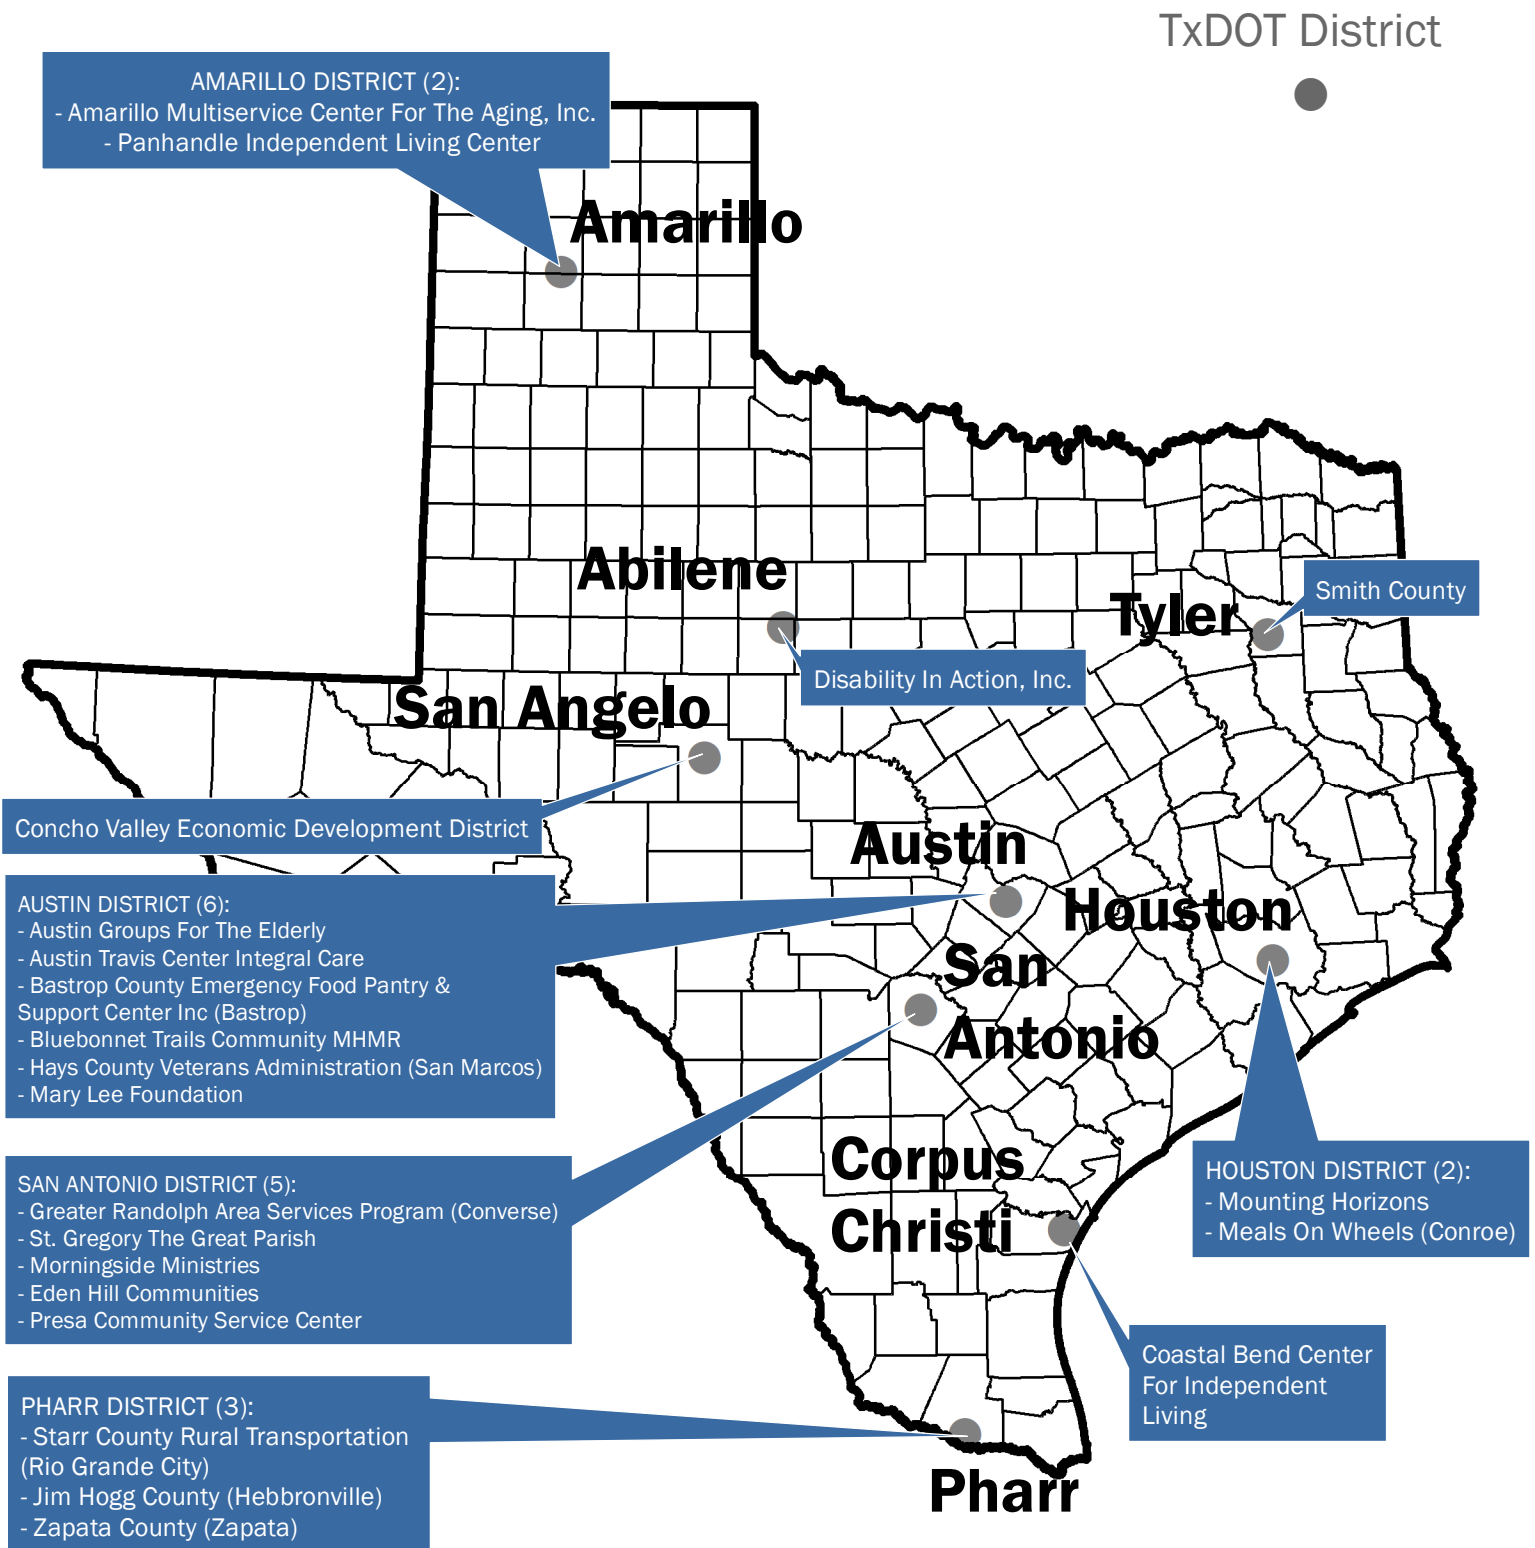 TxDOT District
AMARILLO DISTRICT (2):
- Amarillo Multiservice Center For The Aging, Inc.
- Panhandle Independent Living Center
Amarillo
Abilene
Tyler
Smith County
Disability In Action, Inc.
San Angelo
Concho Valley Economic Development District
Austin
AUSTIN DISTRICT (6):
- Austin Groups For The Elderly
- Austin Travis Center Integral Care
- Bastrop County Emergency Food Pantry &
Support Center Inc (Bastrop)
- Bluebonnet Trails Community MHMR
- Hays County Veterans Administration (San Marcos)
- Mary Lee Foundation
Houston
San
Antonio
SAN ANTONIO DISTRICT (5):
- Greater Randolph Area Services Program (Converse)
- St. Gregory The Great Parish
- Morningside Ministries
- Eden Hill Communities
- Presa Community Service Center
Corpus
Christi
HOUSTON DISTRICT (2):
- Mounting Horizons
- Meals On Wheels (Conroe)
Coastal Bend Center
For Independent
Living
PHARR DISTRICT (3):
- Starr County Rural Transportation
(Rio Grande City)
- Jim Hogg County (Hebbronville)
- Zapata County (Zapata)
Pharr